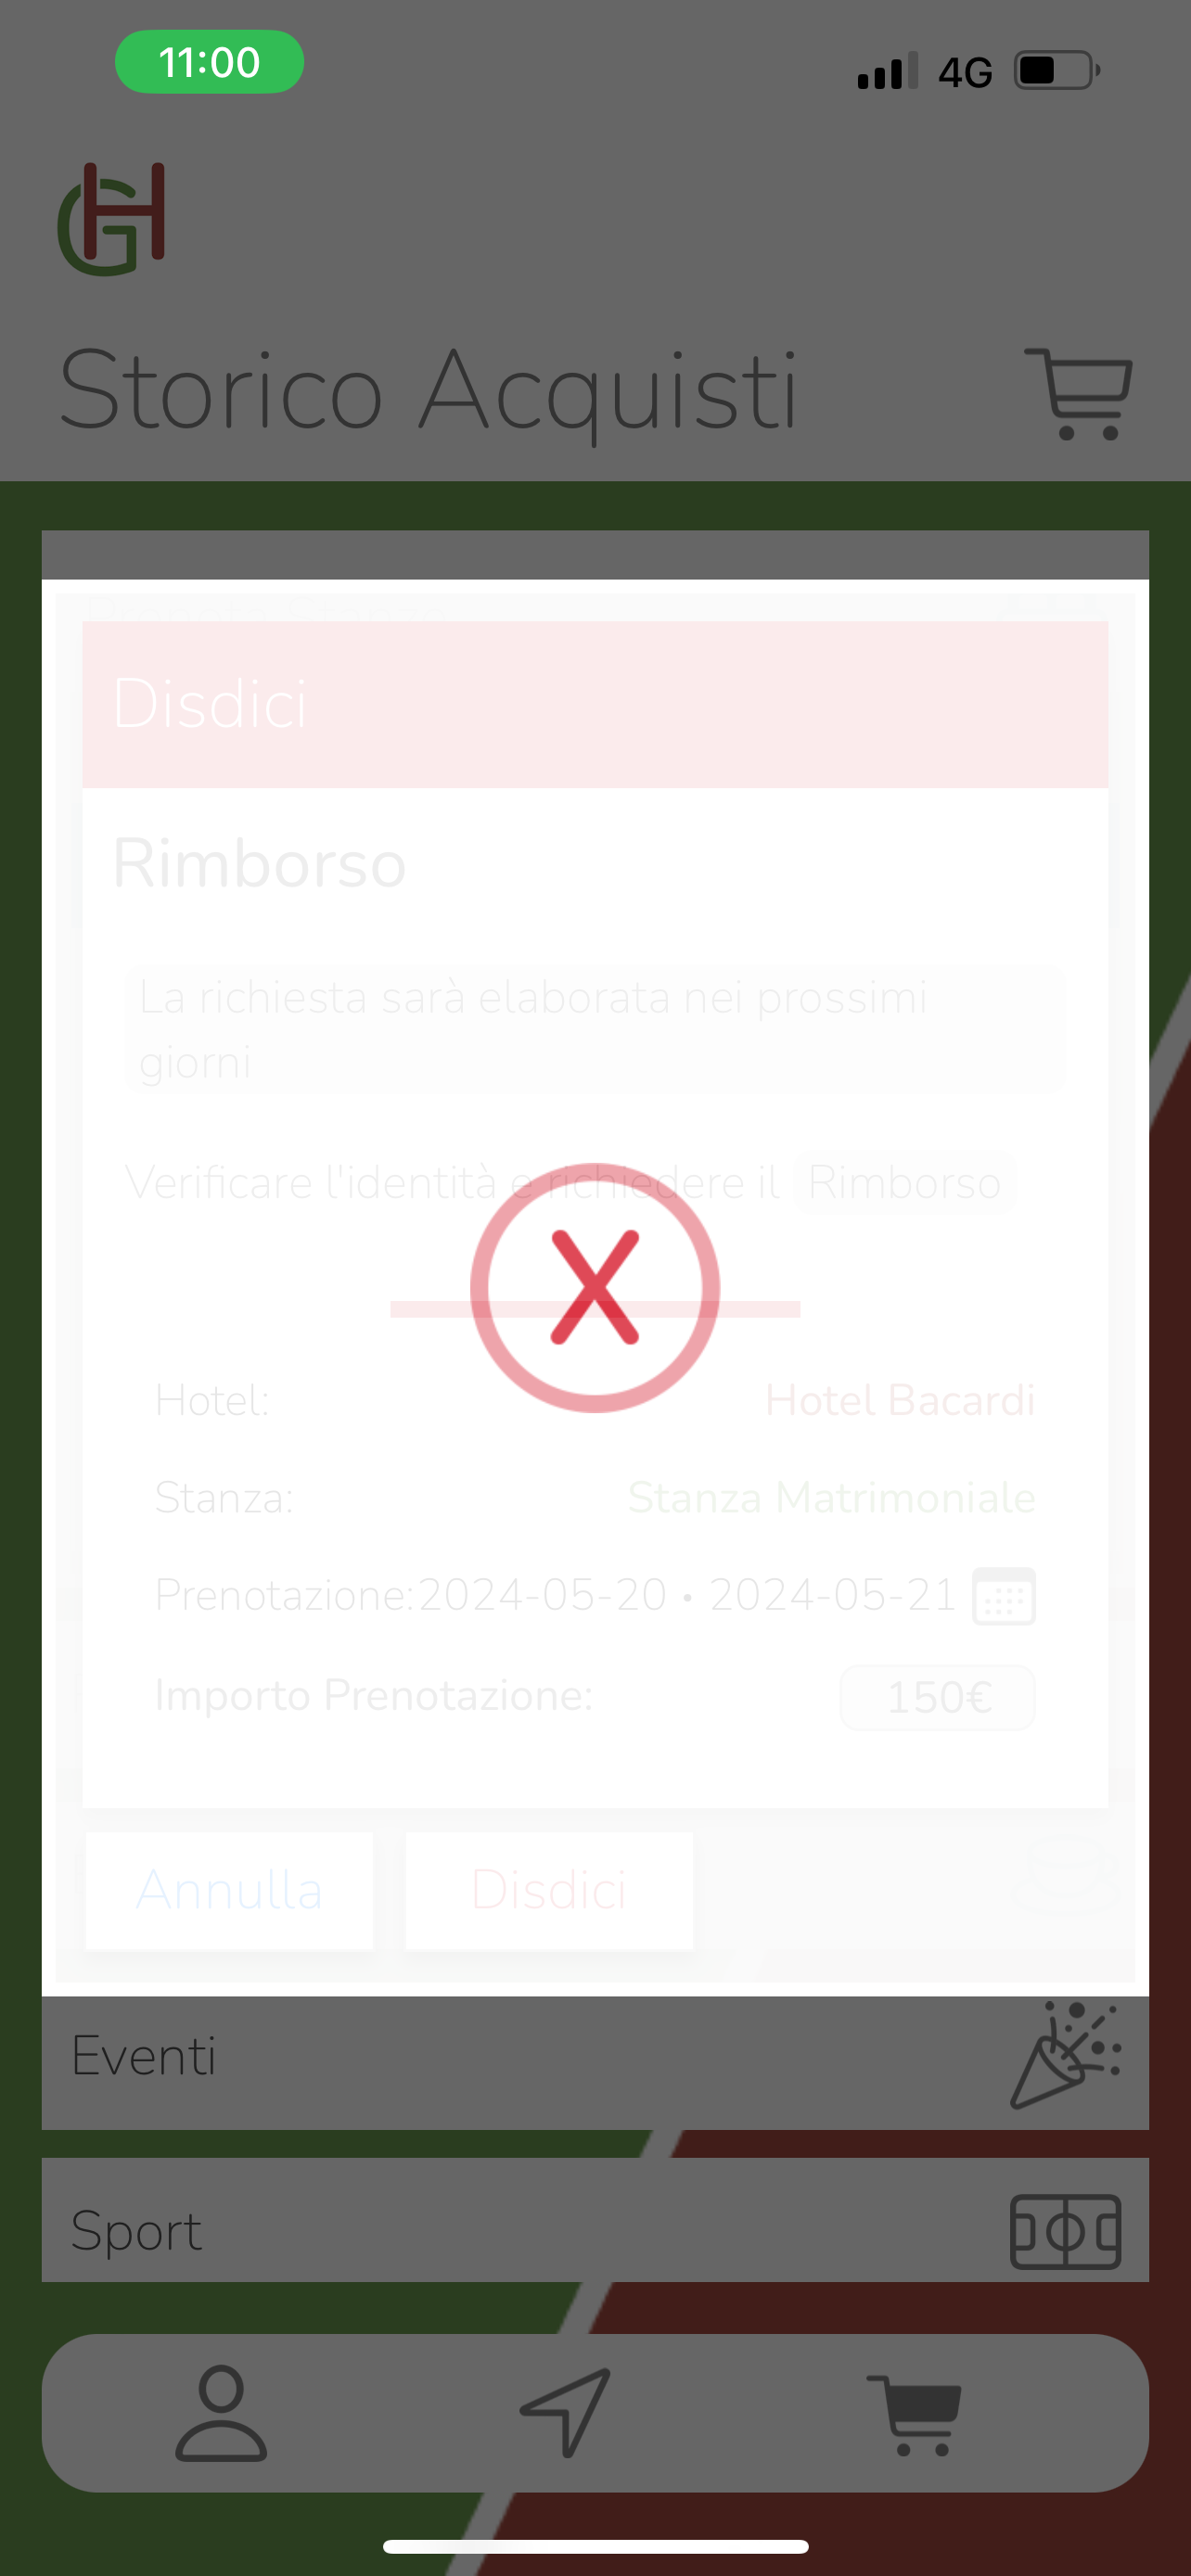 11:00
4G
GH
Storico Acquisti
Disdici
Rimborso
La richiesta sarà elaborata nei prossimi
giorni
Verificare l'identità e richiedere il Rimborso
X
Hotel: Hotel Bacardi
Stanza: Stanza Matrimoniale
Prenotazione: 2024-05-20 • 2024-05-21
Importo Prenotazione: 150€
Annulla Disdici
Eventi
Sport